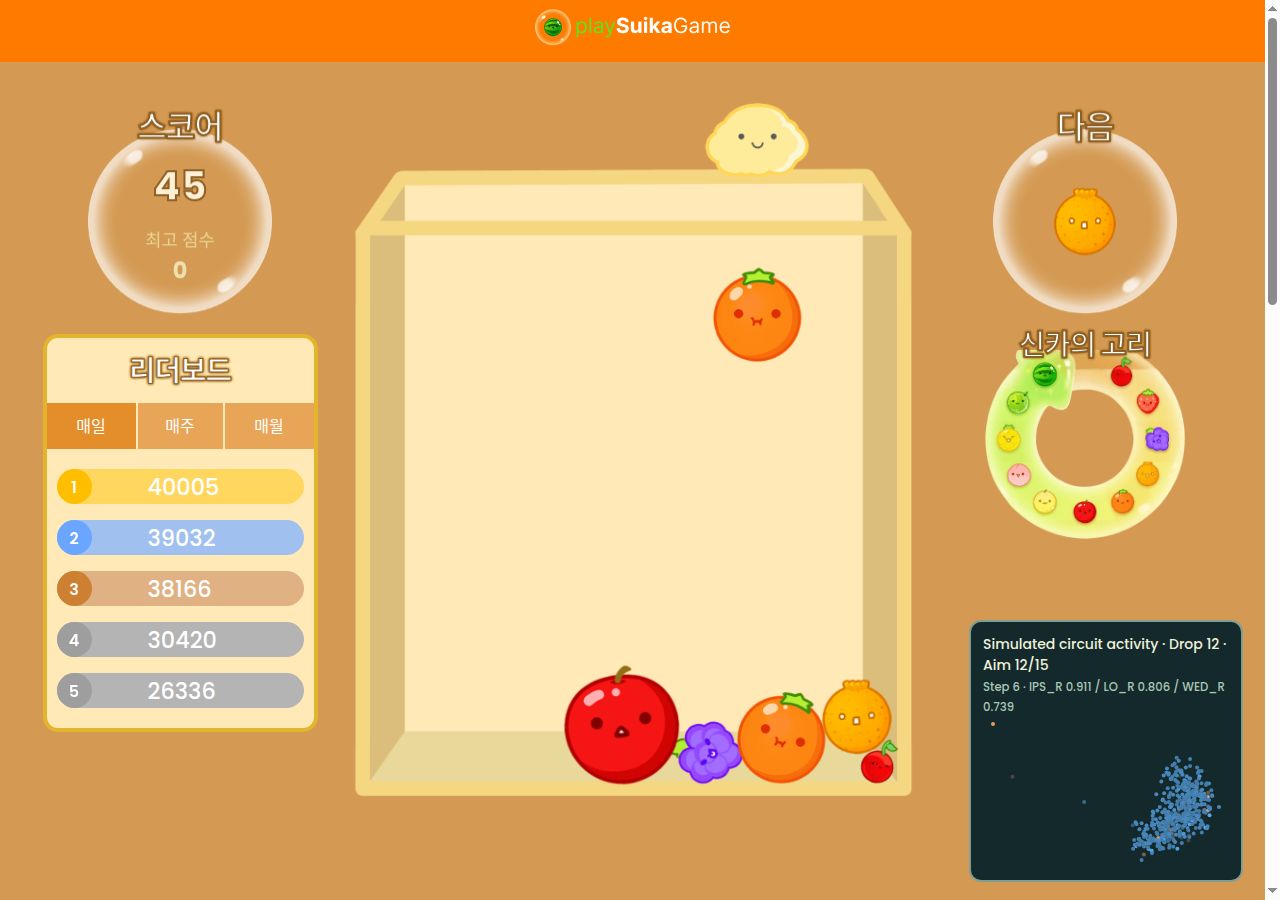 playSuikaGame
스코어
45
최고 점수
0
리더보드
매일 매주 매월
1 40005
2 39032
3 38166
4 30420
5 26336
다음
신카의 고리
Simulated circuit activity · Drop 12 ·
Aim 12/15
Step 6 · IPS_R 0.911 / LO_R 0.806 / WED_R
0.739